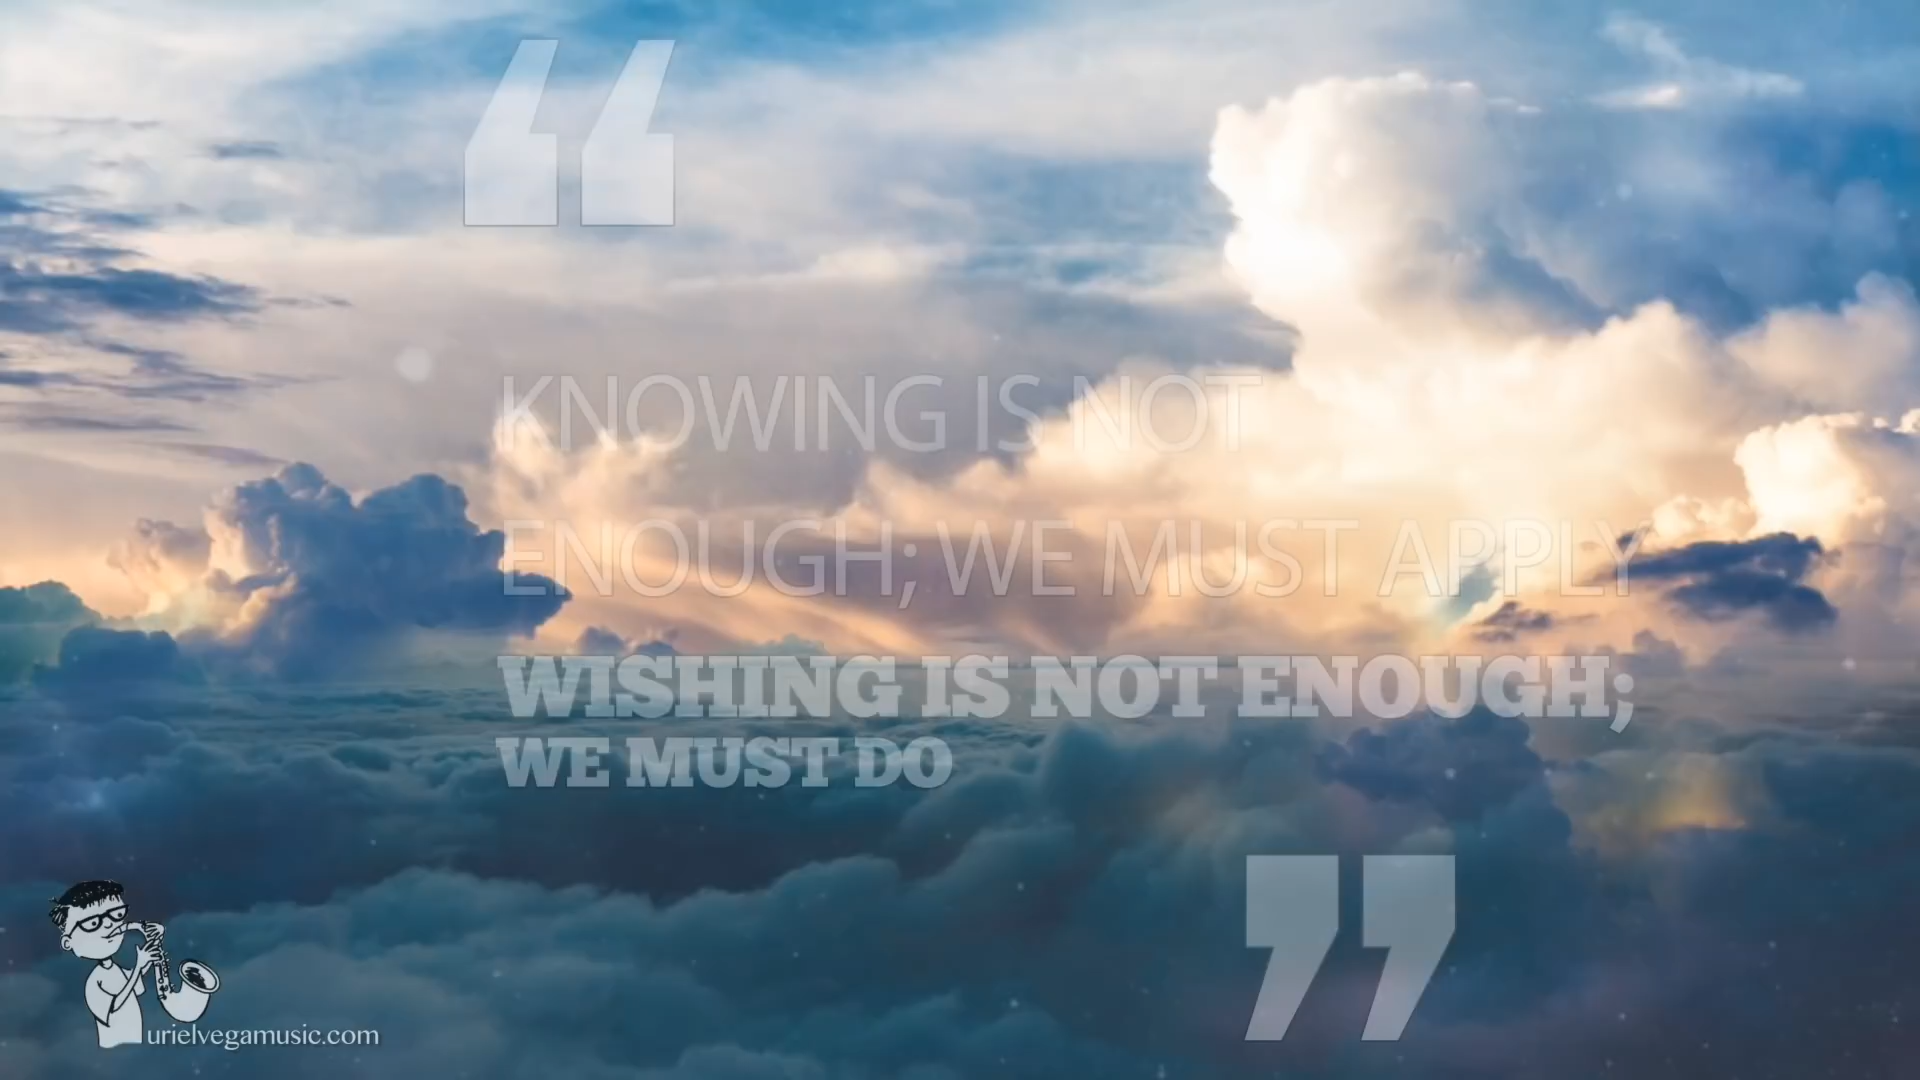 “
KNOWING IS NOT
ENOUGH; WE MUST APPLY
WISHING IS NOT ENOUGH;
WE MUST DO
”
urielvegamusic.com